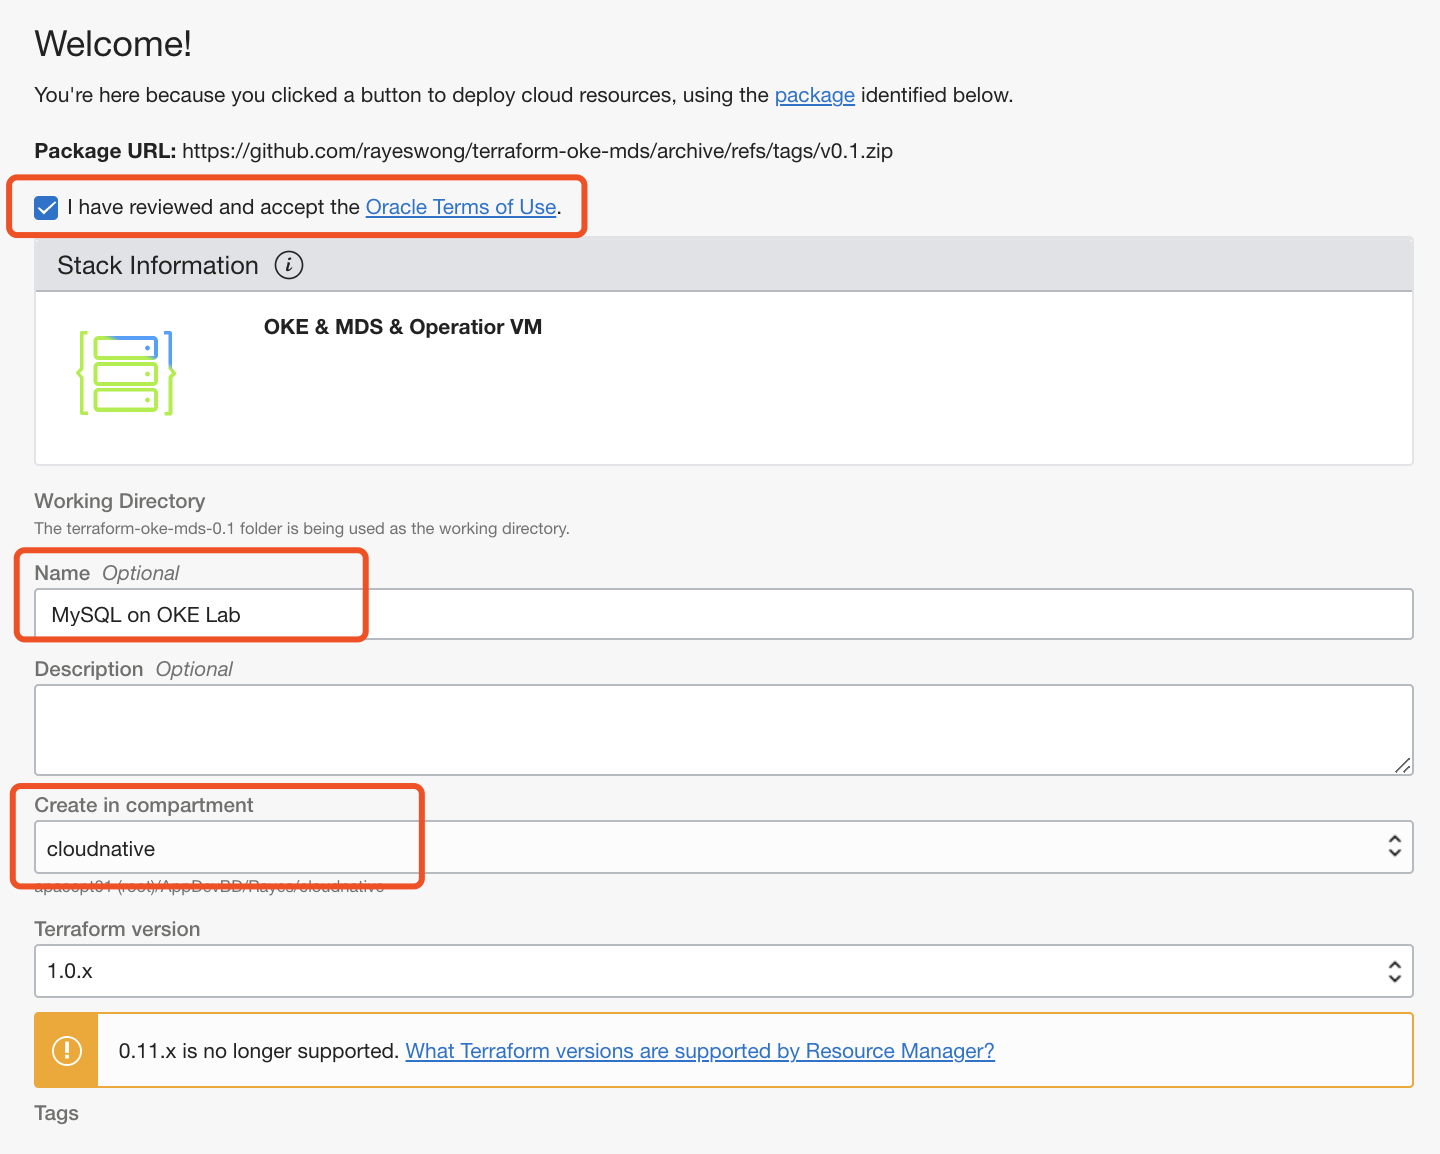 Welcome!
You're here because you clicked a button to deploy cloud resources, using the package identified below.
Package URL: https://github.com/rayeswong/terraform-oke-mds/archive/refs/tags/v0.1.zip
I have reviewed and accept the Oracle Terms of Use.
Stack Information
OKE & MDS & Operatior VM
Working Directory
The terraform-oke-mds-0.1 folder is being used as the working directory.
Name Optional
MySQL on OKE Lab
Description Optional
Create in compartment
cloudnative
(root)/AppDevBD/Rayes/cloudnative
Terraform version
1.0.x
0.11.x is no longer supported. What Terraform versions are supported by Resource Manager?
Tags